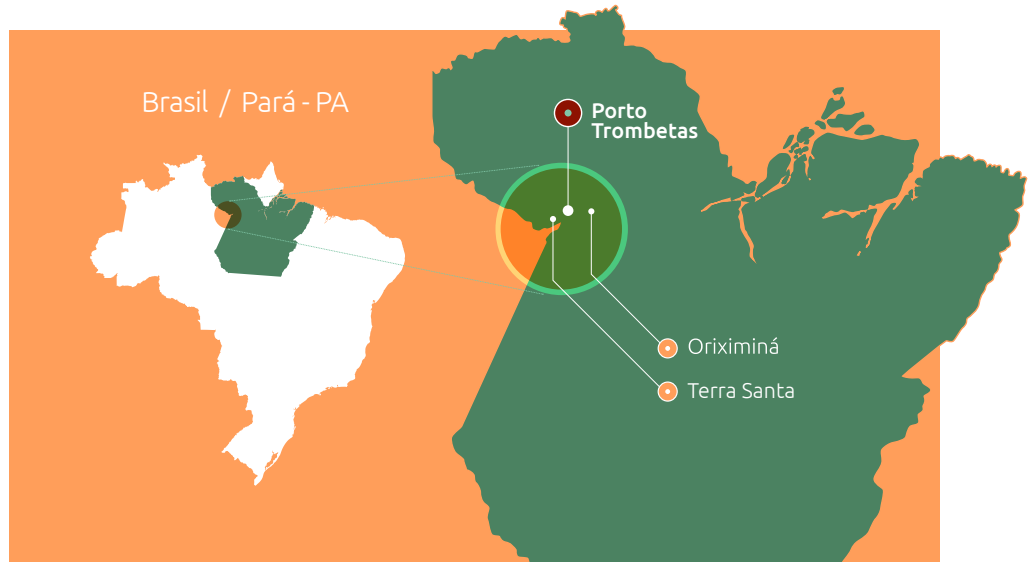 Brasil / Pará - PA
Porto
Trombetas
Oriximiná
Terra Santa